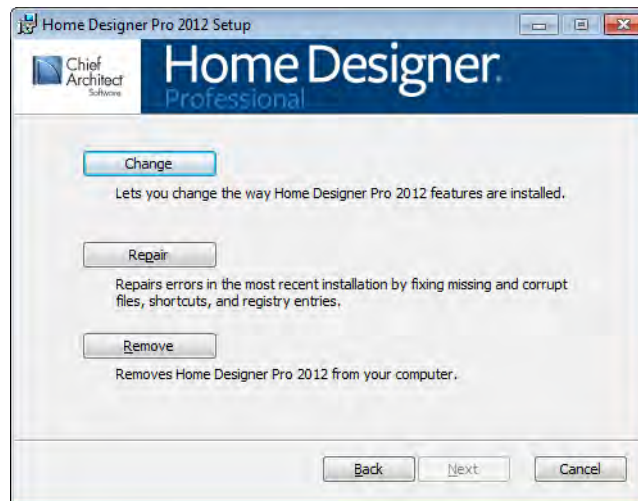 Home Designer Pro 2012 Setup
Chief
Architect
Software
Home Designer.
Professional
Change
Lets you change the way Home Designer Pro 2012 features are installed.
Repair
Repairs errors in the most recent installation by fixing missing and corrupt
files, shortcuts, and registry entries.
Remove
Removes Home Designer Pro 2012 from your computer.
Back Next Cancel